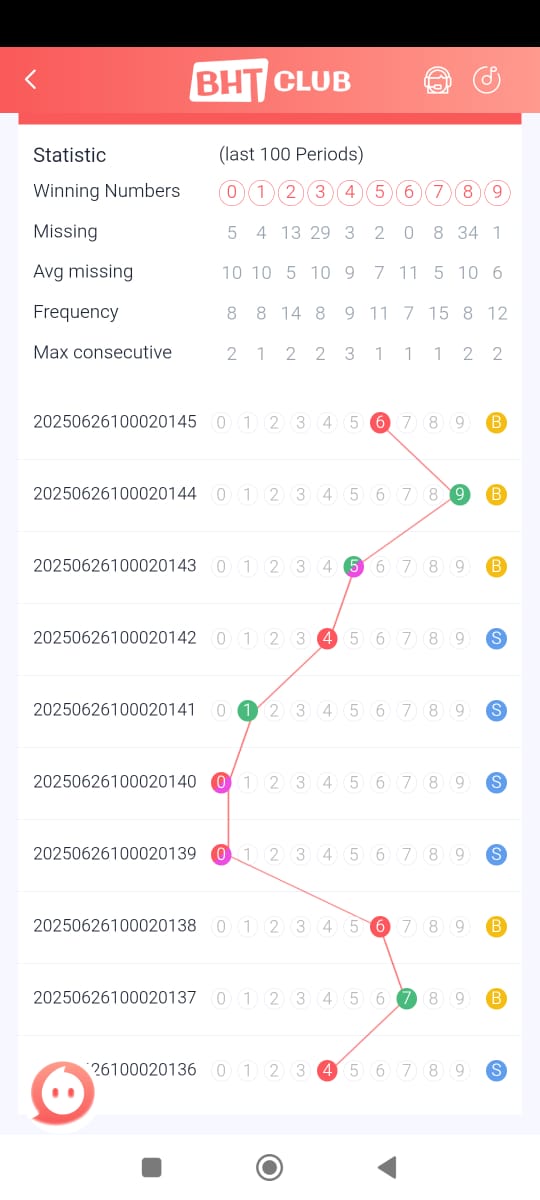 BHT CLUB
Statistic (last 100 Periods)
Winning Numbers 0 1 2 3 4 5 6 7 8 9
Missing 5 4 13 29 3 2 0 8 34 1
Avg missing 10 10 5 10 9 7 11 5 10 6
Frequency 8 8 14 8 9 11 7 15 8 12
Max consecutive 2 1 2 2 3 1 1 1 2 2
20250626100020145 0 1 2 3 4 5 6 7 8 9 B
20250626100020144 0 1 2 3 4 5 6 7 8 9 B
20250626100020143 0 1 2 3 4 5 6 7 8 9 B
20250626100020142 0 1 2 3 4 5 6 7 8 9 S
20250626100020141 0 1 2 3 4 5 6 7 8 9 S
20250626100020140 0 1 2 3 4 5 6 7 8 9 S
20250626100020139 0 1 2 3 4 5 6 7 8 9 S
20250626100020138 0 1 2 3 4 5 6 7 8 9 B
20250626100020137 0 1 2 3 4 5 6 7 8 9 B
26100020136 0 1 2 3 4 5 6 7 8 9 S